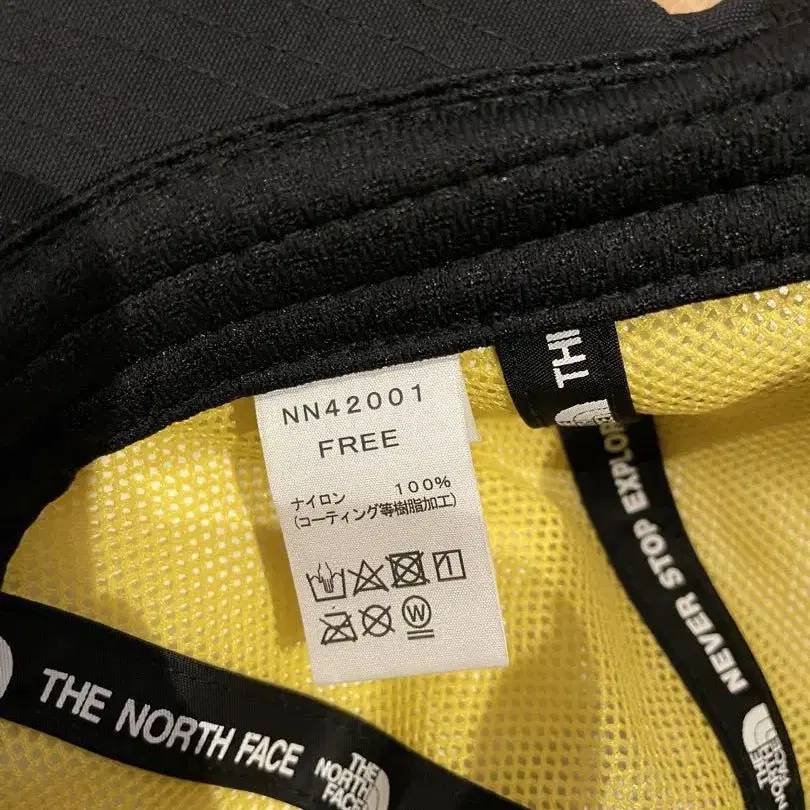 NN42001
FREE
ナイロン 100%
(コーティング等樹脂加工)
W
THI
NEVER STOP EXPLOR
THE NORTH FACE
THE NORTH FACE
THE NORTH FACE